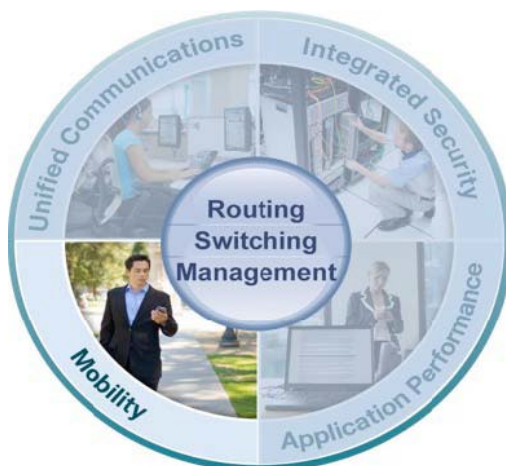 Unified Communications
Integrated Security
Routing
Switching
Management
Mobility
Application Performance